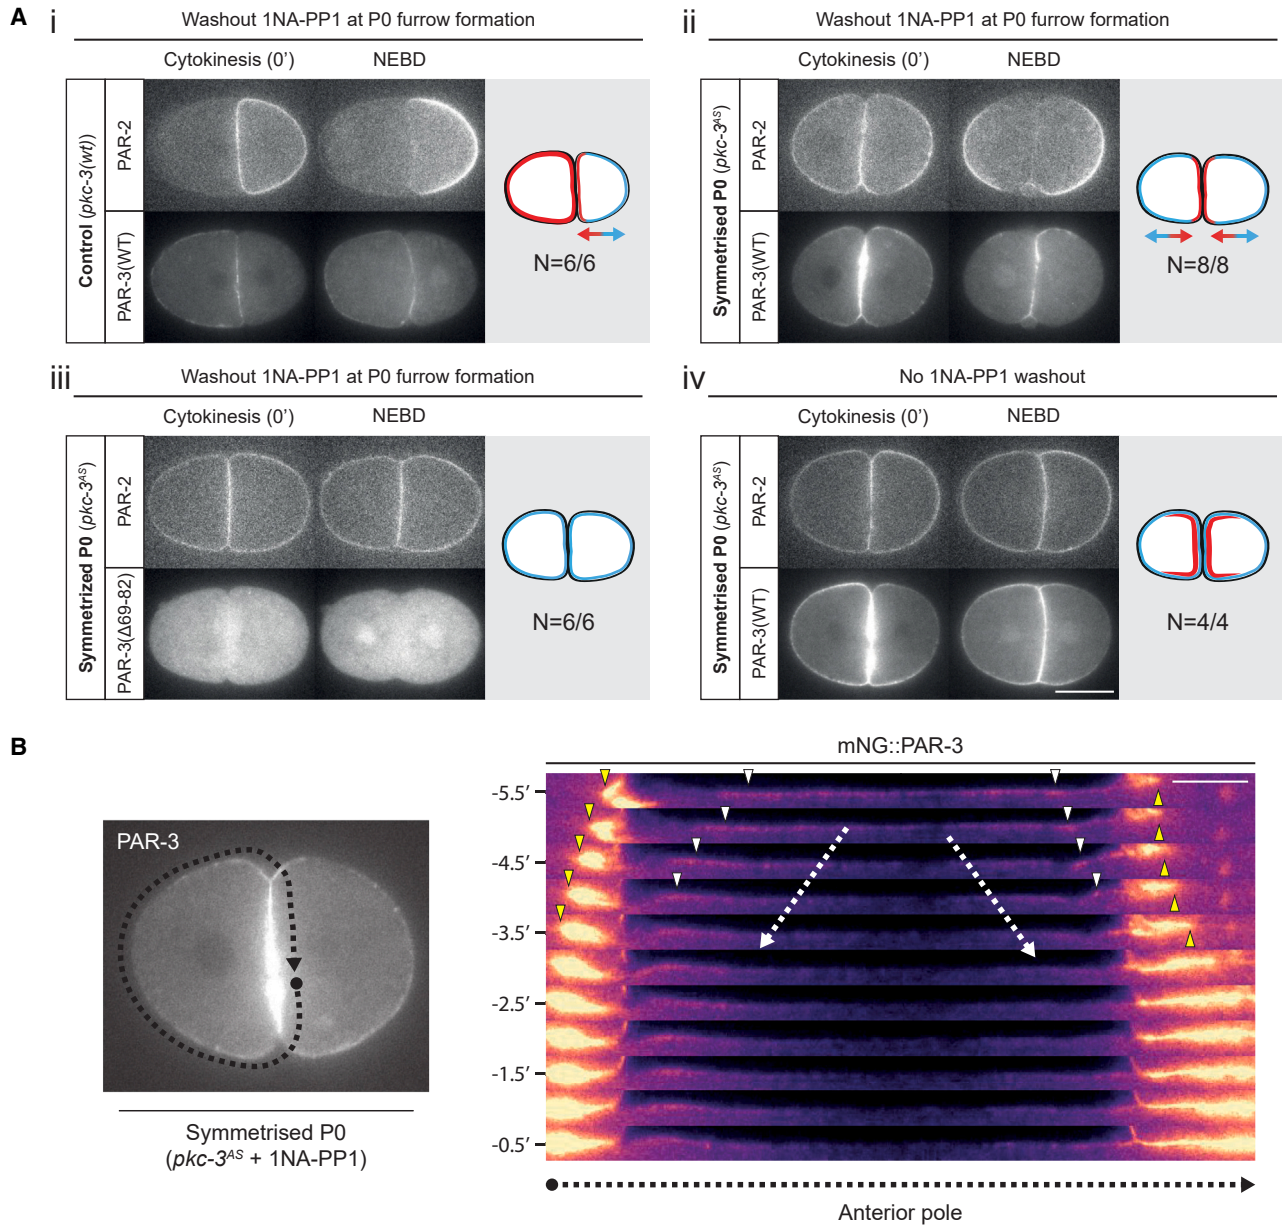 A
i
Washout 1NA-PP1 at P0 furrow formation
Cytokinesis (0')
NEBD
Control (pkc-3(wt))
PAR-2
PAR-3(WT)
N=6/6
ii
Washout 1NA-PP1 at P0 furrow formation
Cytokinesis (0')
NEBD
Symmetrised P0 (pkc-3AS)
PAR-2
PAR-3(WT)
N=8/8
iii
Washout 1NA-PP1 at P0 furrow formation
Cytokinesis (0')
NEBD
Symmetrized P0 (pkc-3AS)
PAR-2
PAR-3(Δ69-82)
N=6/6
iv
No 1NA-PP1 washout
Cytokinesis (0')
NEBD
Symmetrised P0 (pkc-3AS)
PAR-2
PAR-3(WT)
N=4/4
B
PAR-3
Symmetrised P0
(pkc-3AS + 1NA-PP1)
mNG::PAR-3
-5.5'
-4.5'
-3.5'
-2.5'
-1.5'
-0.5'
Anterior pole